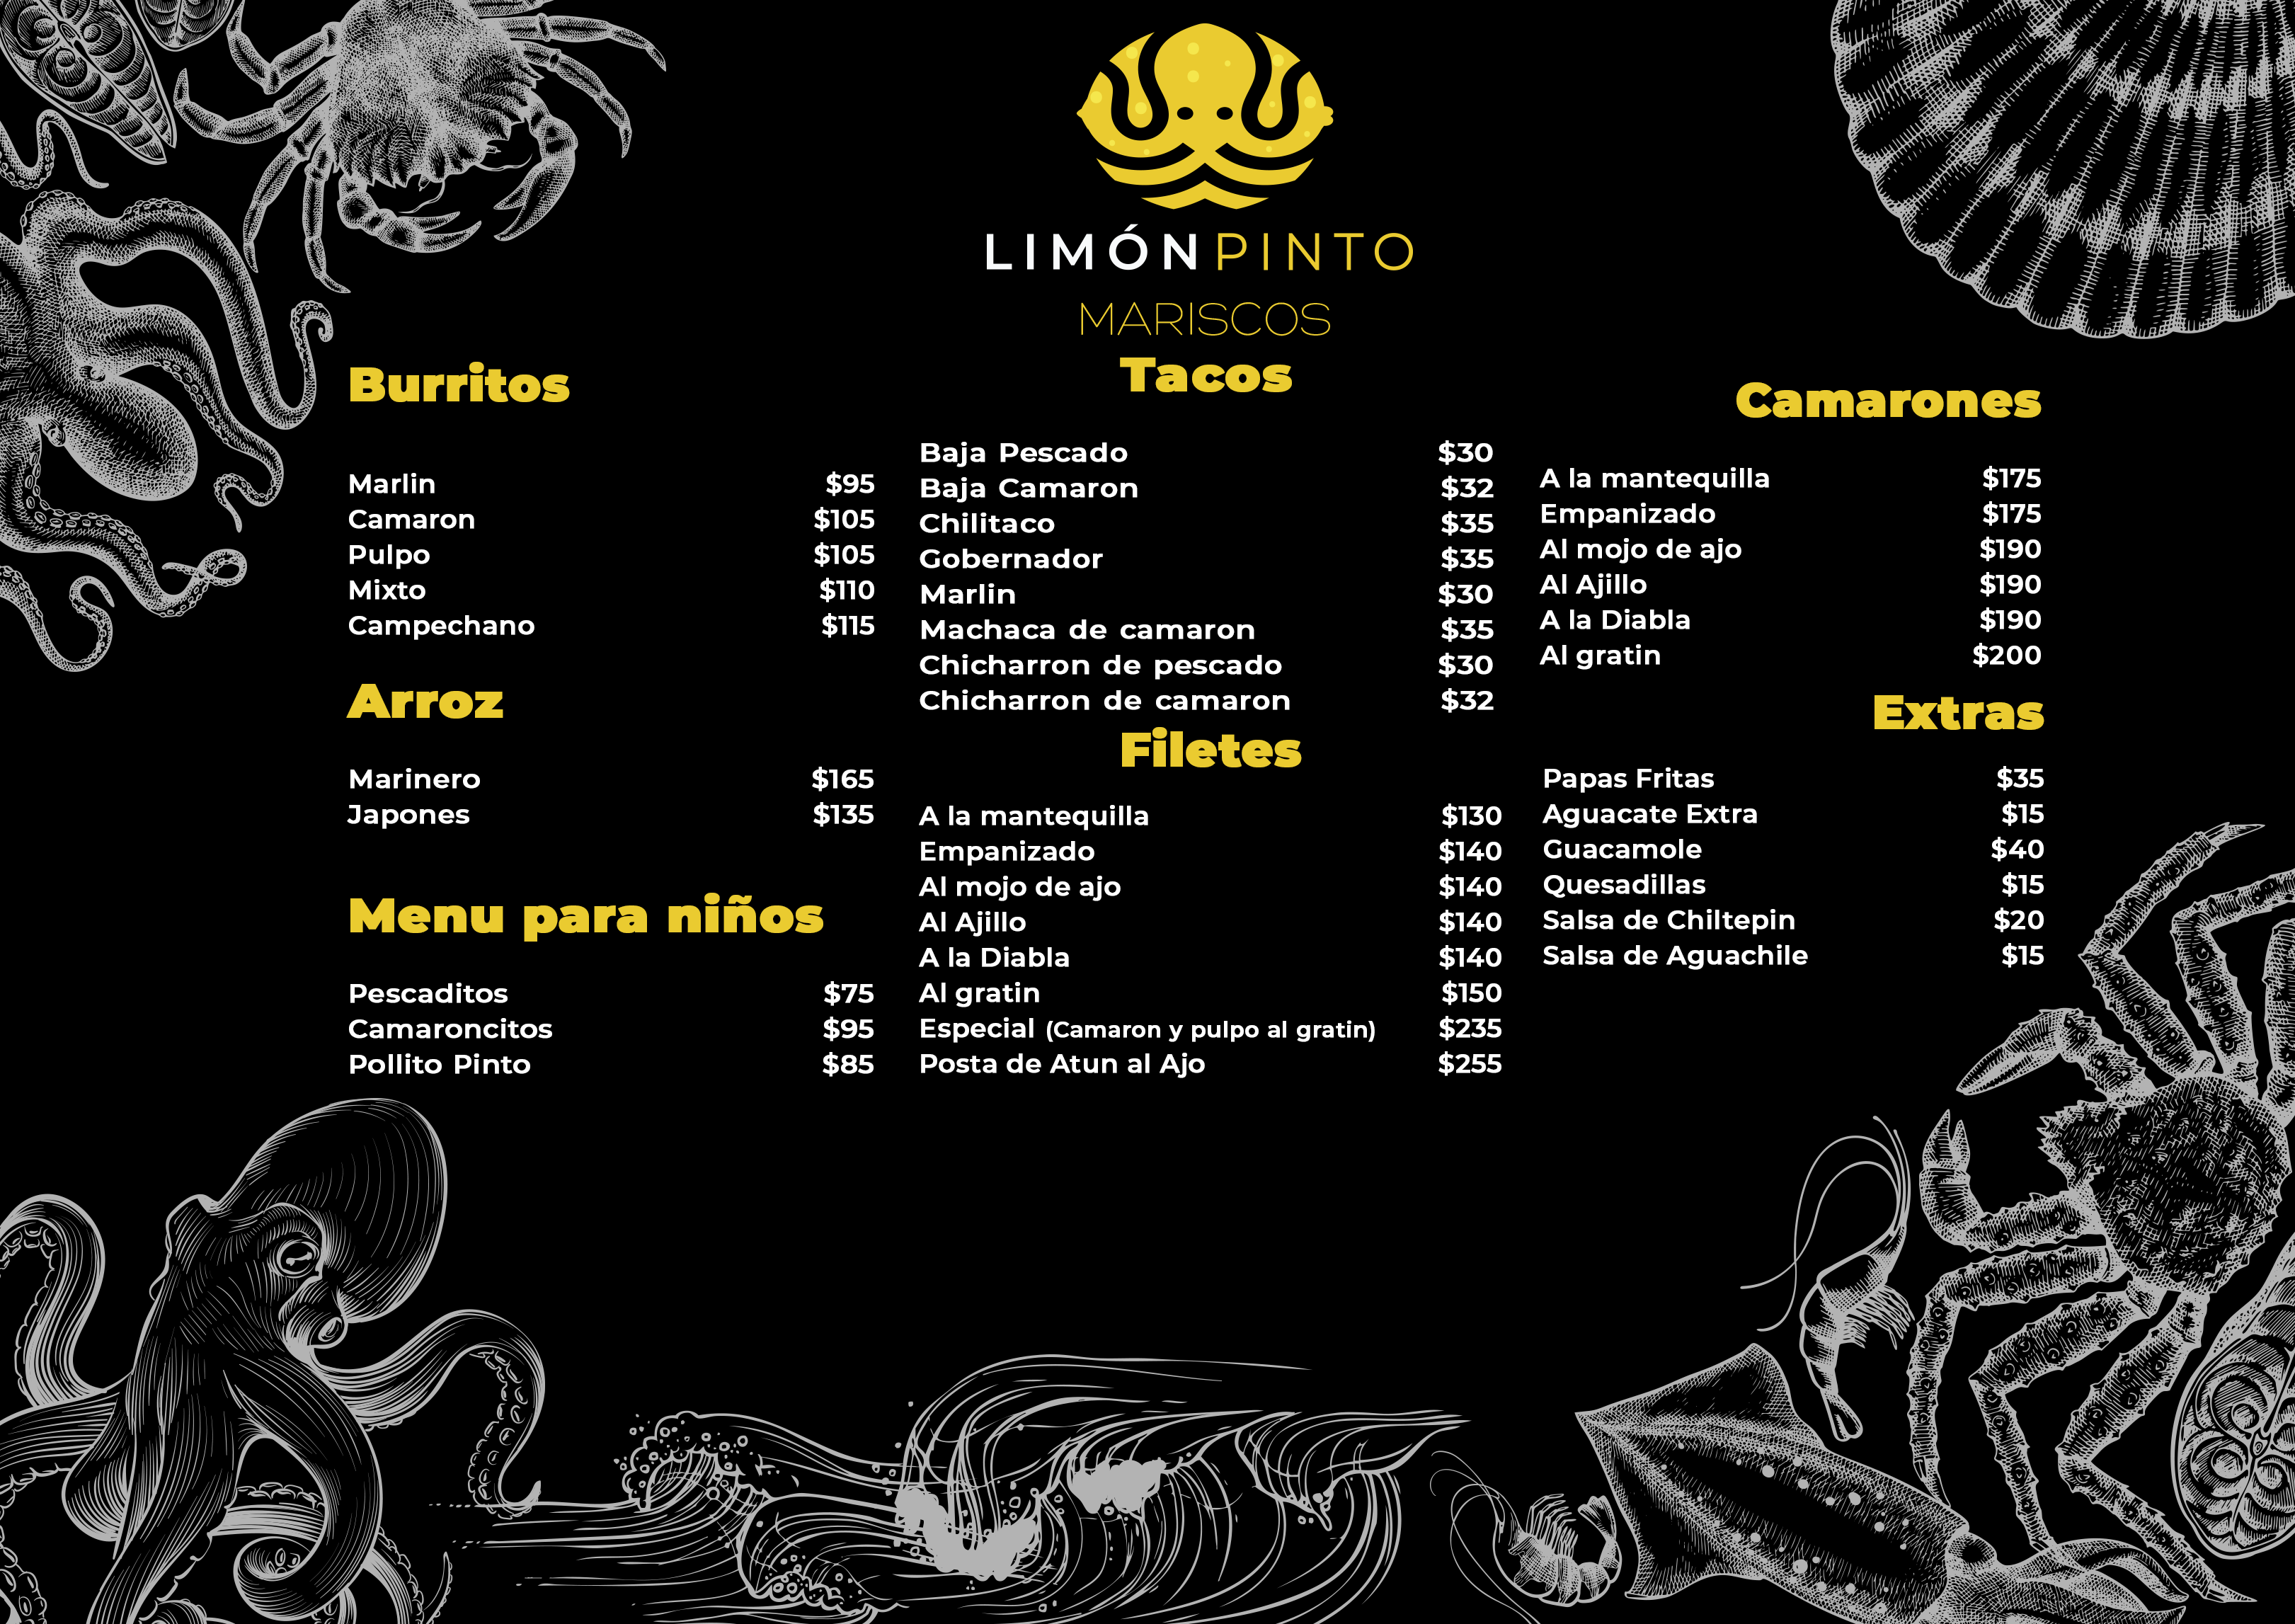 LIMÓN PINTO
MARISCOS
Burritos
Marlin $95
Camaron $105
Pulpo $105
Mixto $110
Campechano $115
Arroz
Marinero $165
Japones $135
Menu para niños
Pescaditos $75
Camaroncitos $95
Pollito Pinto $85
Tacos
Baja Pescado $30
Baja Camaron $32
Chilitaco $35
Gobernador $35
Marlin $30
Machaca de camaron $35
Chicharron de pescado $30
Chicharron de camaron $32
Filetes
A la mantequilla $130
Empanizado $140
Al mojo de ajo $140
Al Ajillo $140
A la Diabla $140
Al gratin $150
Especial (Camaron y pulpo al gratin) $235
Posta de Atun al Ajo $255
Camarones
A la mantequilla $175
Empanizado $175
Al mojo de ajo $190
Al Ajillo $190
A la Diabla $190
Al gratin $200
Extras
Papas Fritas $35
Aguacate Extra $15
Guacamole $40
Quesadillas $15
Salsa de Chiltepin $20
Salsa de Aguachile $15